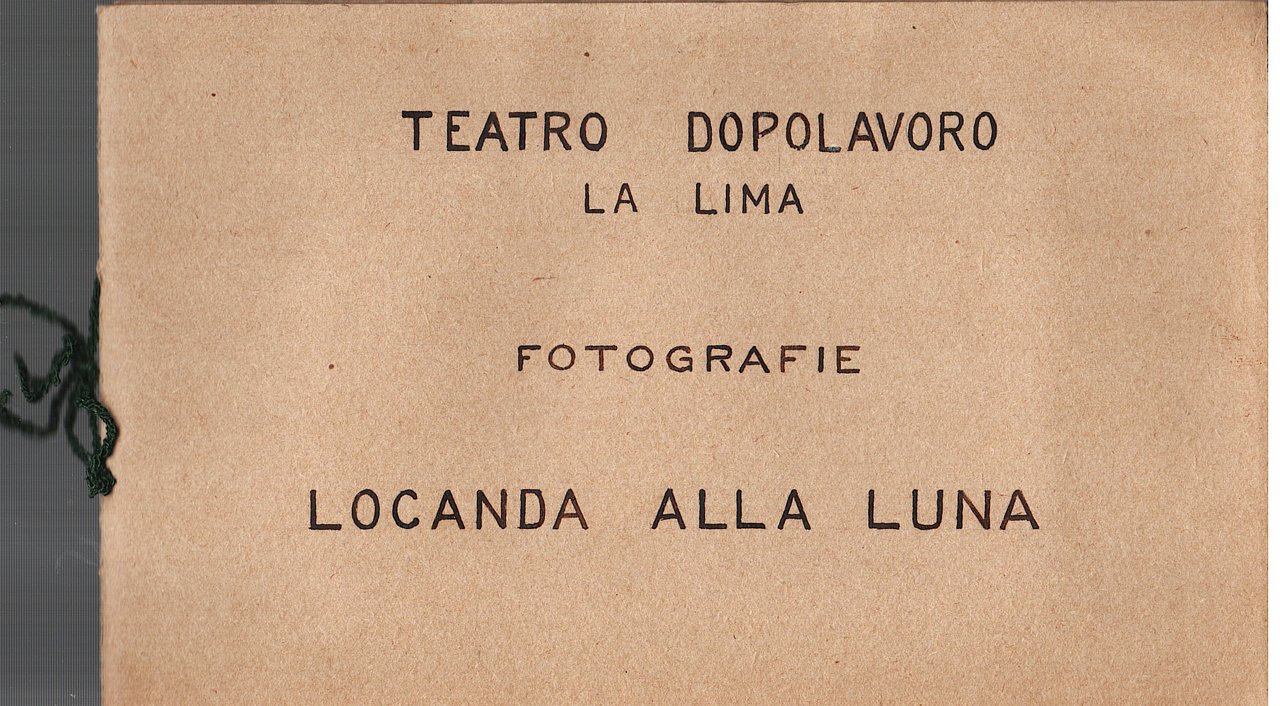 TEATRO DOPOLAVORO
LA LIMA
FOTOGRAFIE
LOCANDA ALLA LUNA